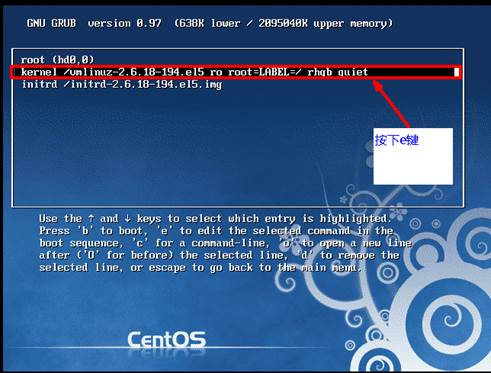 GNU GRUB  version 0.97  (638K lower / 2095040K upper memory)
root (hd0,0)
kernel /vmlinuz-2.6.18-194.el5 ro root=LABEL=/ rhgb quiet
initrd /initrd-2.6.18-194.el5.img
按下e键
Use the ↑ and ↓ keys to select which entry is highlighted.
Press 'b' to boot, 'e' to edit the selected command in the
boot sequence, 'c' for a command-line, 'o' to open a new line
after ('O' for before) the selected line, 'd' to remove the
selected line, or escape to go back to the main menu.
CentOS